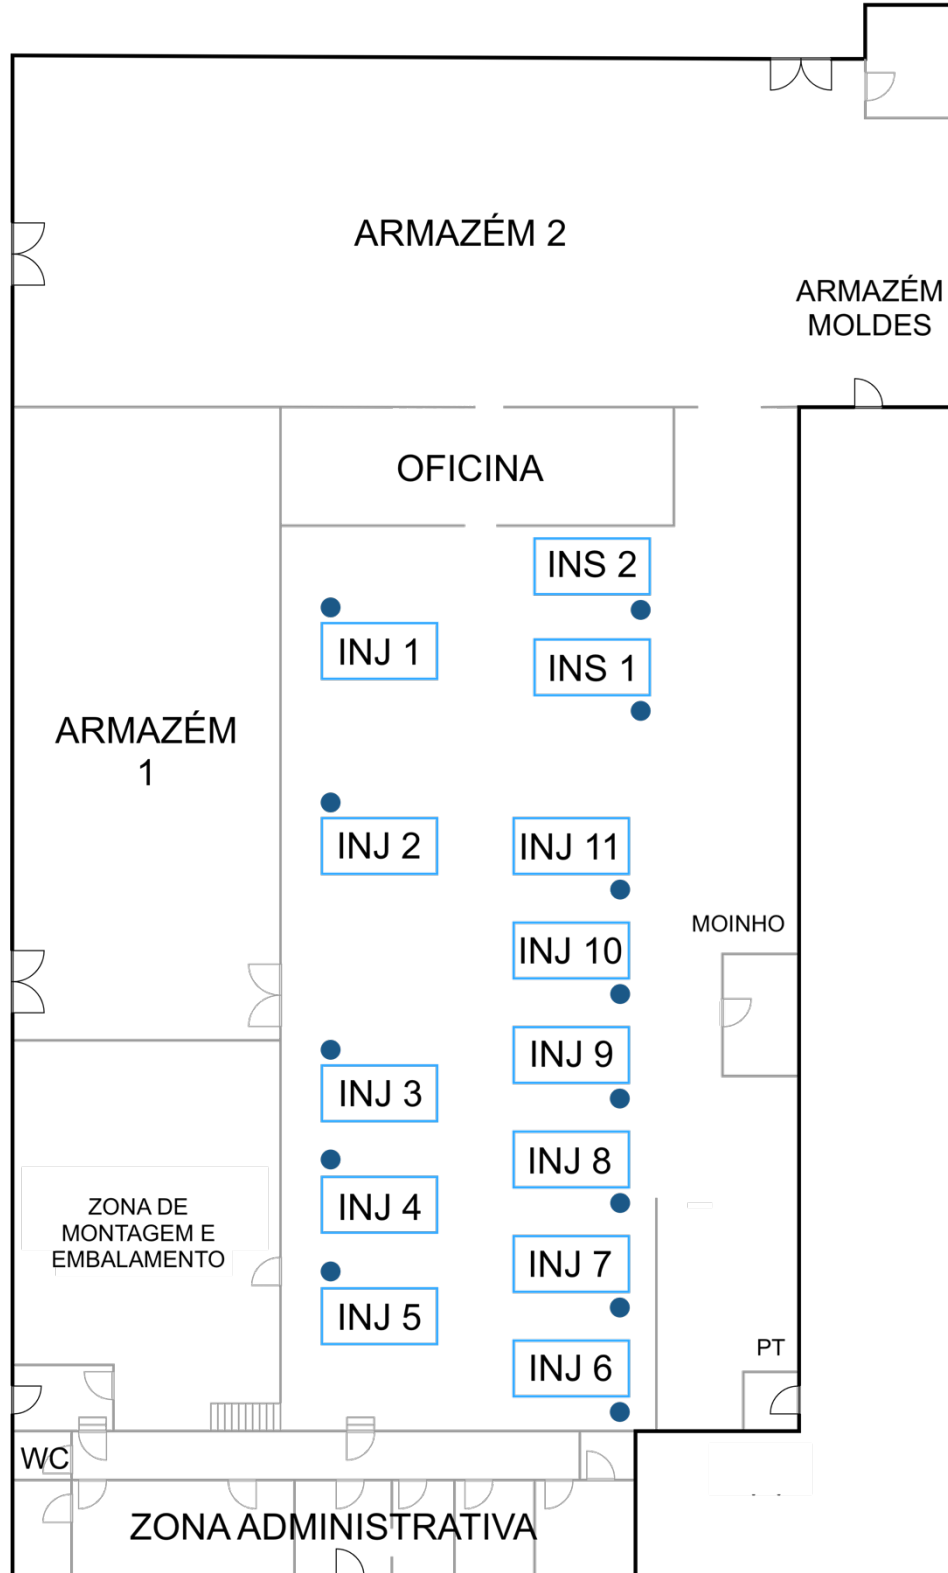 ARMAZÉM 2
ARMAZÉM
MOLDES
OFICINA
INS 2
INJ 1
INS 1
ARMAZÉM
1
INJ 2
INJ 11
MOINHO
INJ 10
INJ 9
INJ 3
INJ 8
ZONA DE
MONTAGEM E
EMBALAMENTO
INJ 4
INJ 7
INJ 5
PT
INJ 6
WC
ZONA ADMINISTRATIVA